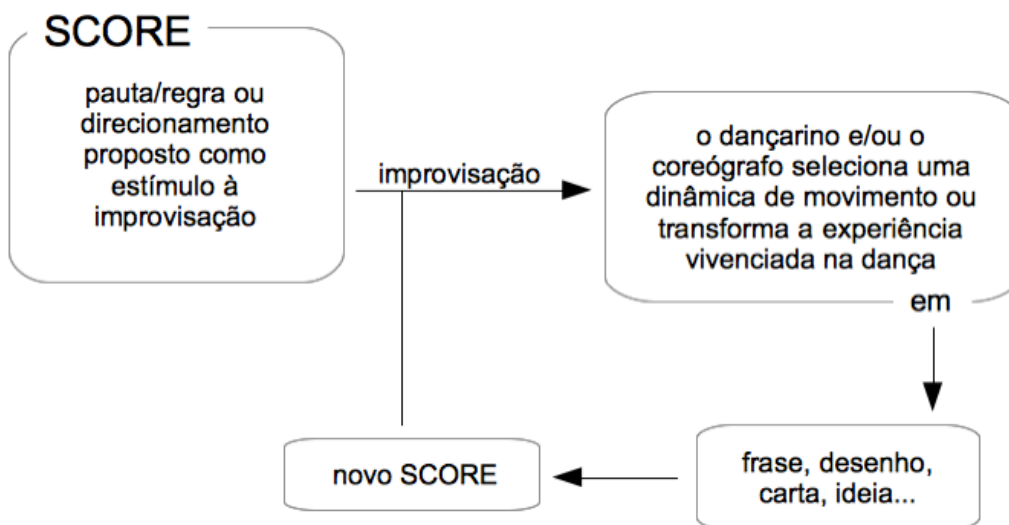 SCORE
pauta/regra ou
direcionamento
proposto como
estímulo à
improvisação
improvisação
o dançarino e/ou o
coreógrafo seleciona uma
dinâmica de movimento ou
transforma a experiência
vivenciada na dança
em
frase, desenho,
carta, ideia...
novo SCORE